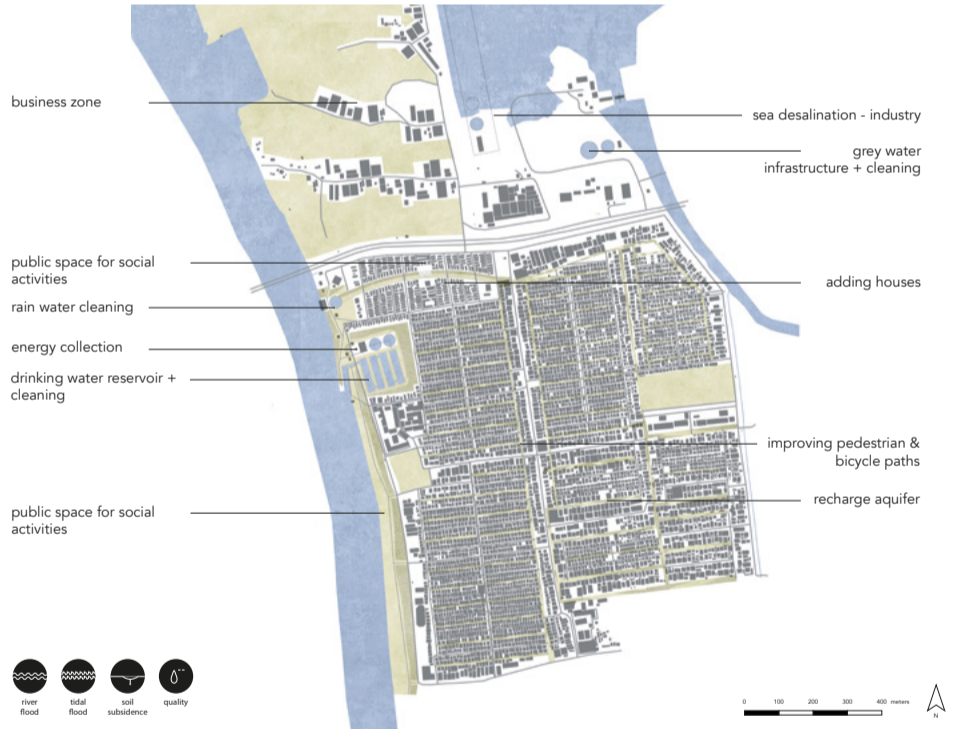 business zone
sea desalination - industry
grey water
infrastructure + cleaning
public space for social
activities
adding houses
rain water cleaning
energy collection
drinking water reservoir +
cleaning
improving pedestrian &
bicycle paths
recharge aquifer
public space for social
activities
river
flood
tidal
flood
soil
subsidence
quality
0 100 200 300 400 meters
N